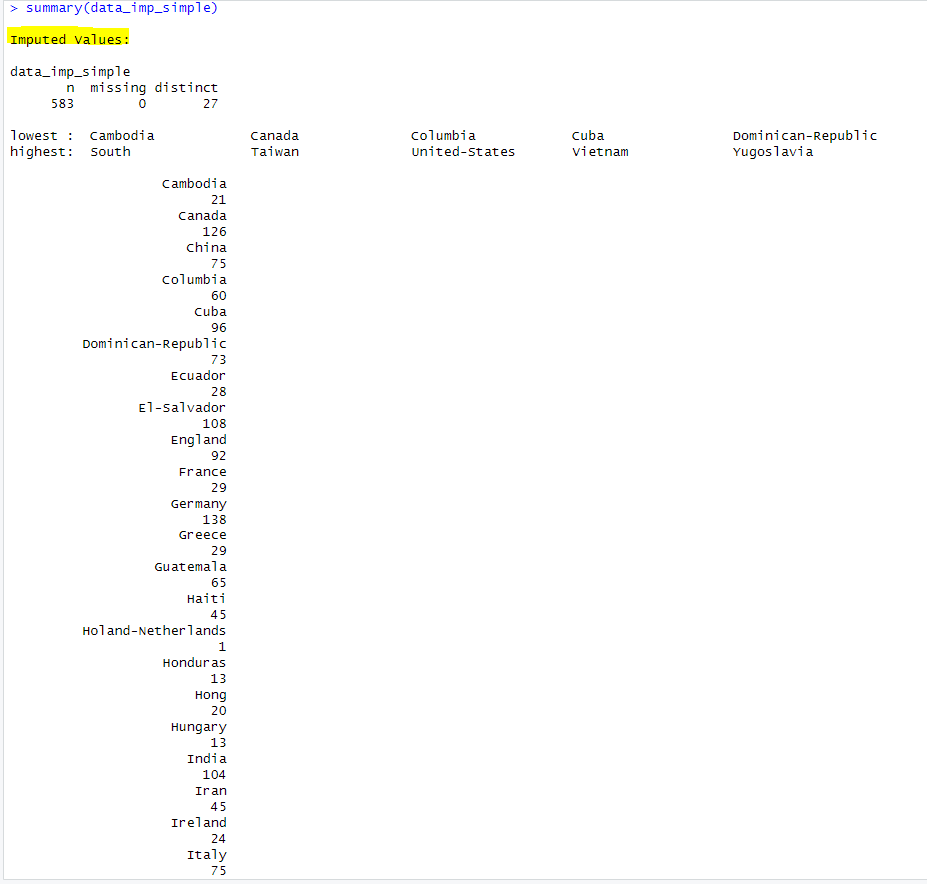 > summary(data_imp_simple)
Imputed Values:
data_imp_simple
n missing distinct
583 0 27
lowest : Cambodia Canada Columbia Cuba Dominican-Republic
highest: South Taiwan United-States Vietnam Yugoslavia
Cambodia
21
Canada
126
China
75
Columbia
60
Cuba
96
Dominican-Republic
73
Ecuador
28
El-Salvador
108
England
92
France
29
Germany
138
Greece
29
Guatemala
65
Haiti
45
Holand-Netherlands
1
Honduras
13
Hong
20
Hungary
13
India
104
Iran
45
Ireland
24
Italy
75